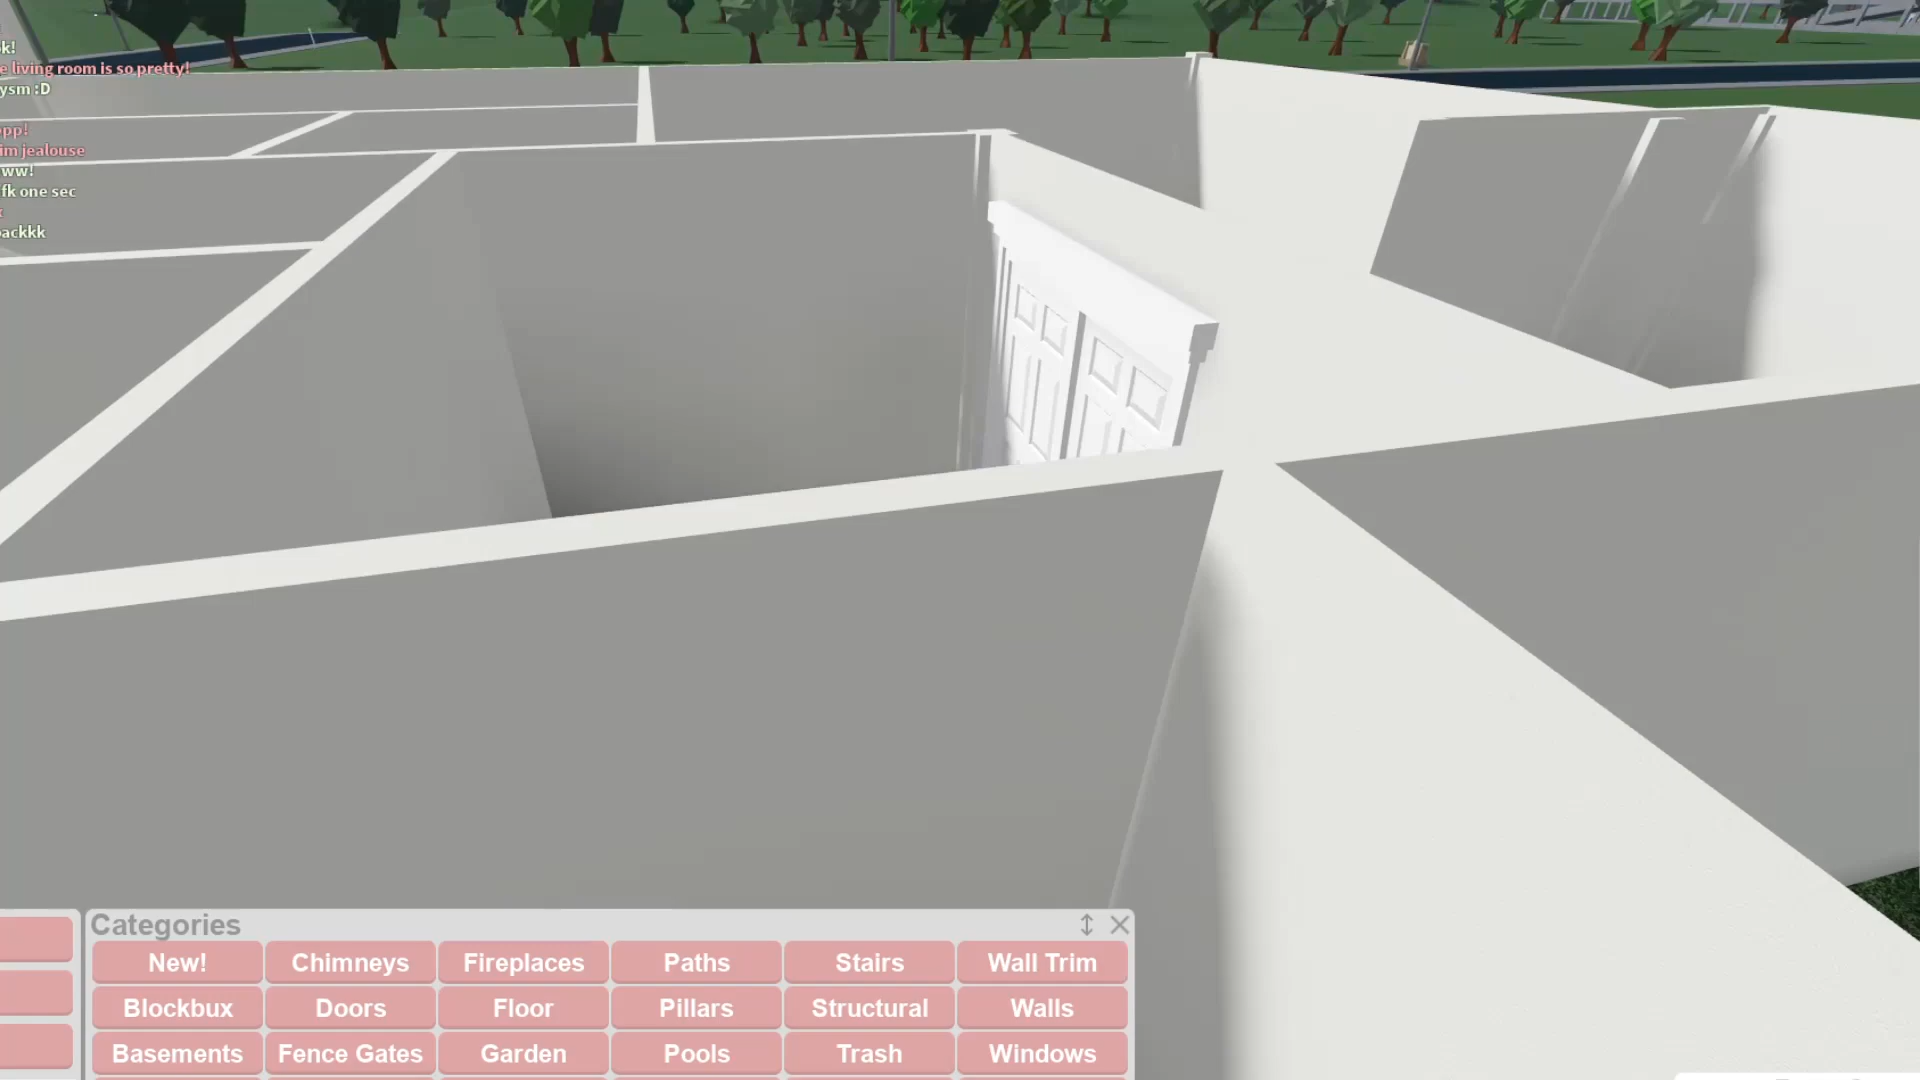 k!
e living room is so pretty!
ysm :D
opp!
im jealouse
ww!
fk one sec
ackkk
Categories
New! Chimneys Fireplaces Paths Stairs Wall Trim
Blockbux Doors Floor Pillars Structural Walls
Basements Fence Gates Garden Pools Trash Windows